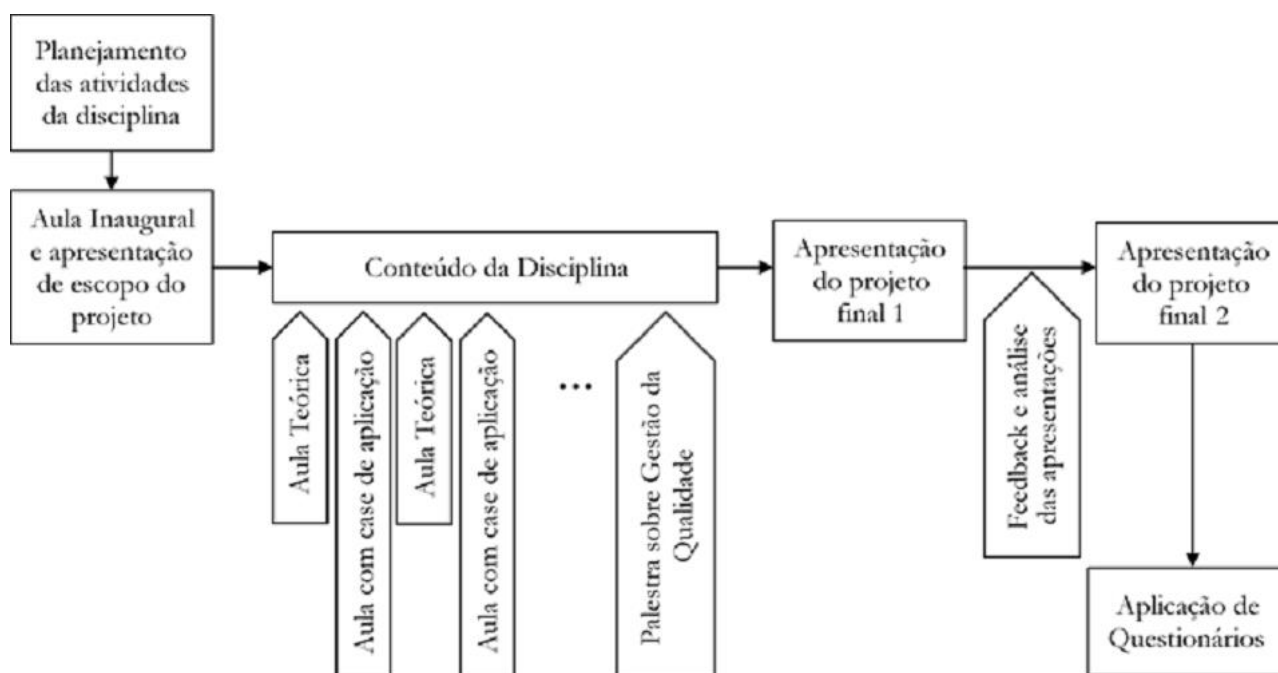 Planejamento
das atividades
da disciplina
Aula Inaugural
e apresentação
de escopo do
projeto
Conteúdo da Disciplina
Aula Teórica
Aula com case de aplicação
Aula Teórica
Aula com case de aplicação
...
Palestra sobre Gestão da
Qualidade
Apresentação
do projeto
final 1
Feedback e análise
das apresentações
Apresentação
do projeto
final 2
Aplicação de
Questionários